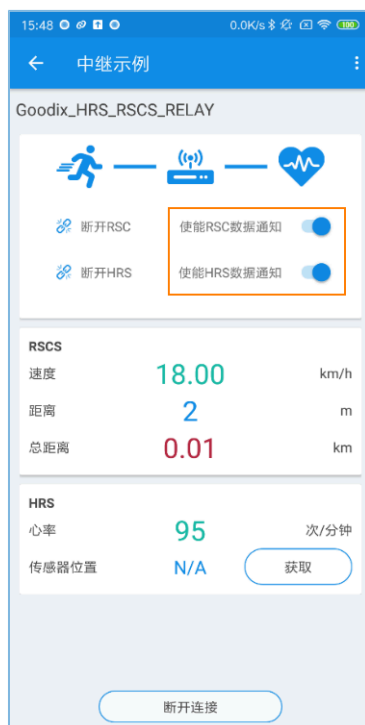 15:48 0.0K/s 100
中继示例
Goodix_HRS_RSCS_RELAY
断开RSC 使能RSC数据通知
断开HRS 使能HRS数据通知
RSCS
速度 18.00 km/h
距离 2 m
总距离 0.01 km
HRS
心率 95 次/分钟
传感器位置 N/A 获取
断开连接